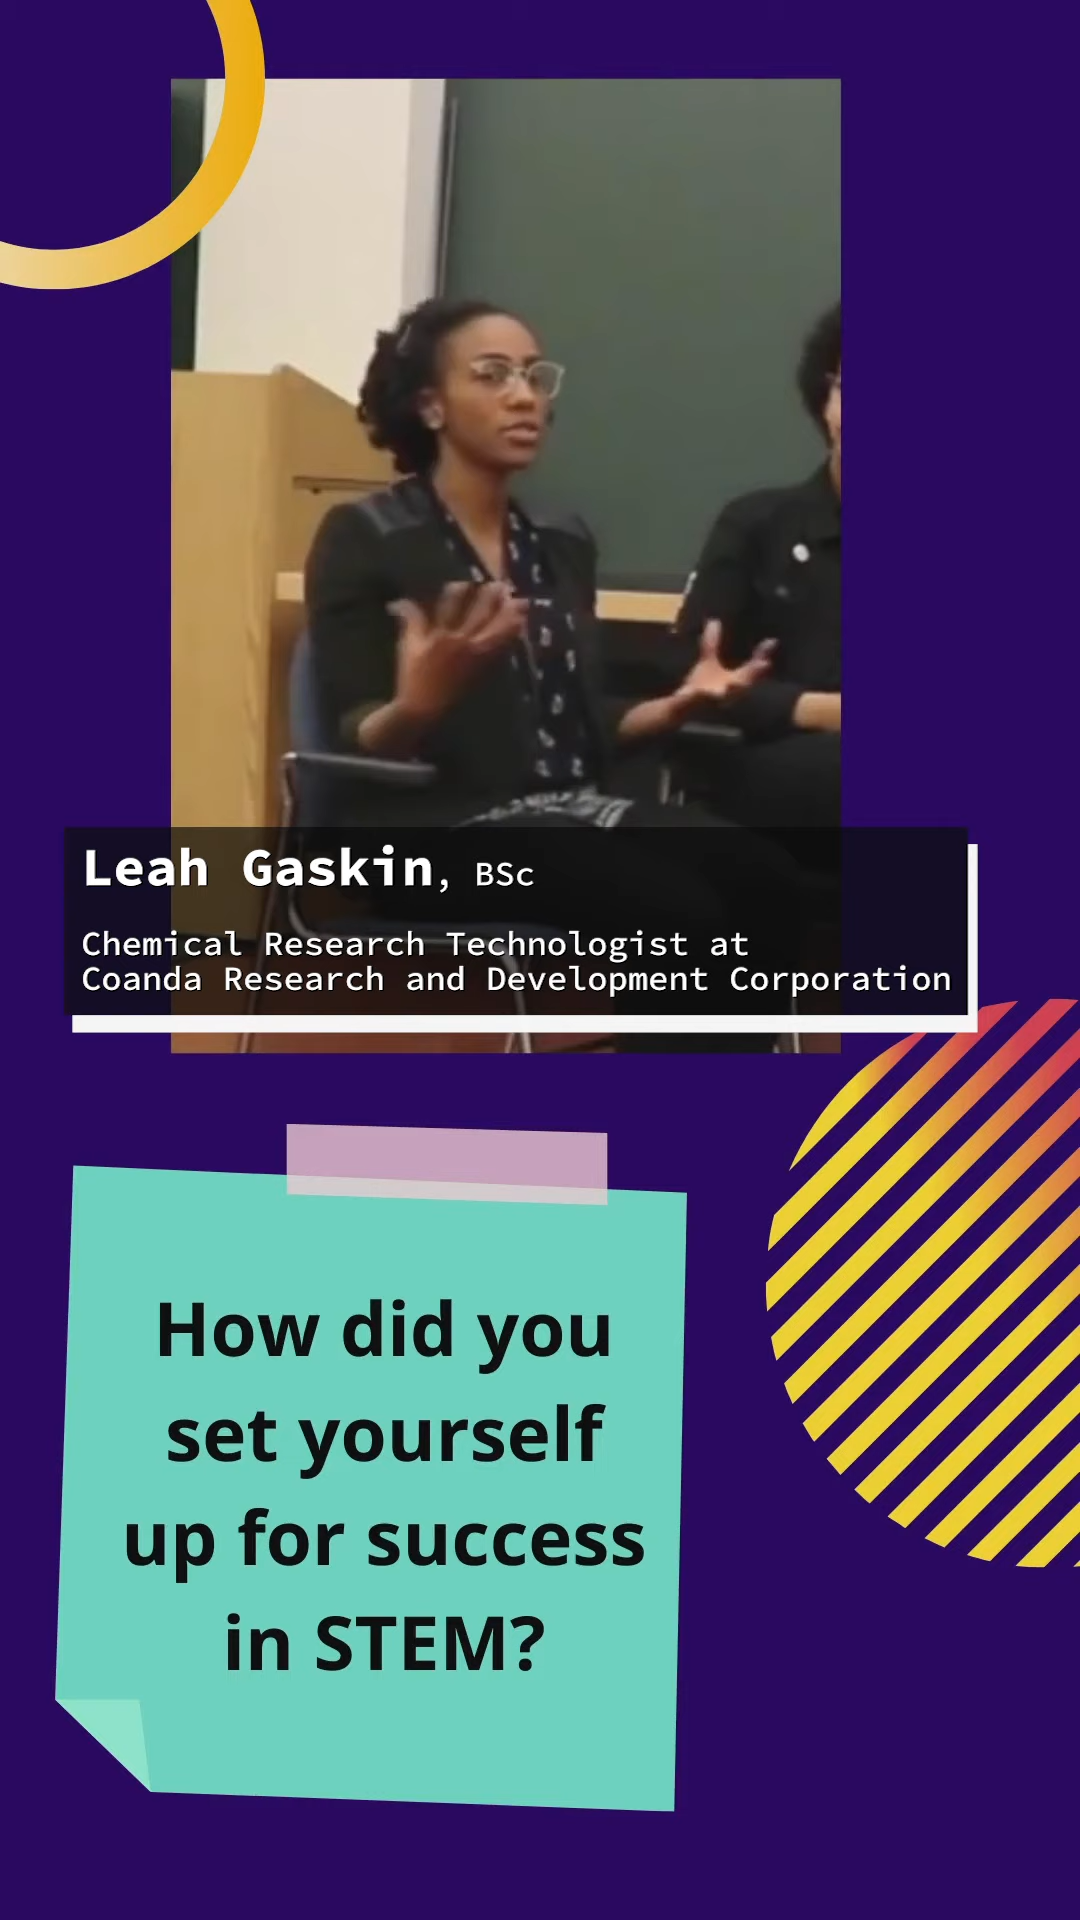 Leah Gaskin, BSc
Chemical Research Technologist at
Coanda Research and Development Corporation
How did you
set yourself
up for success
in STEM?